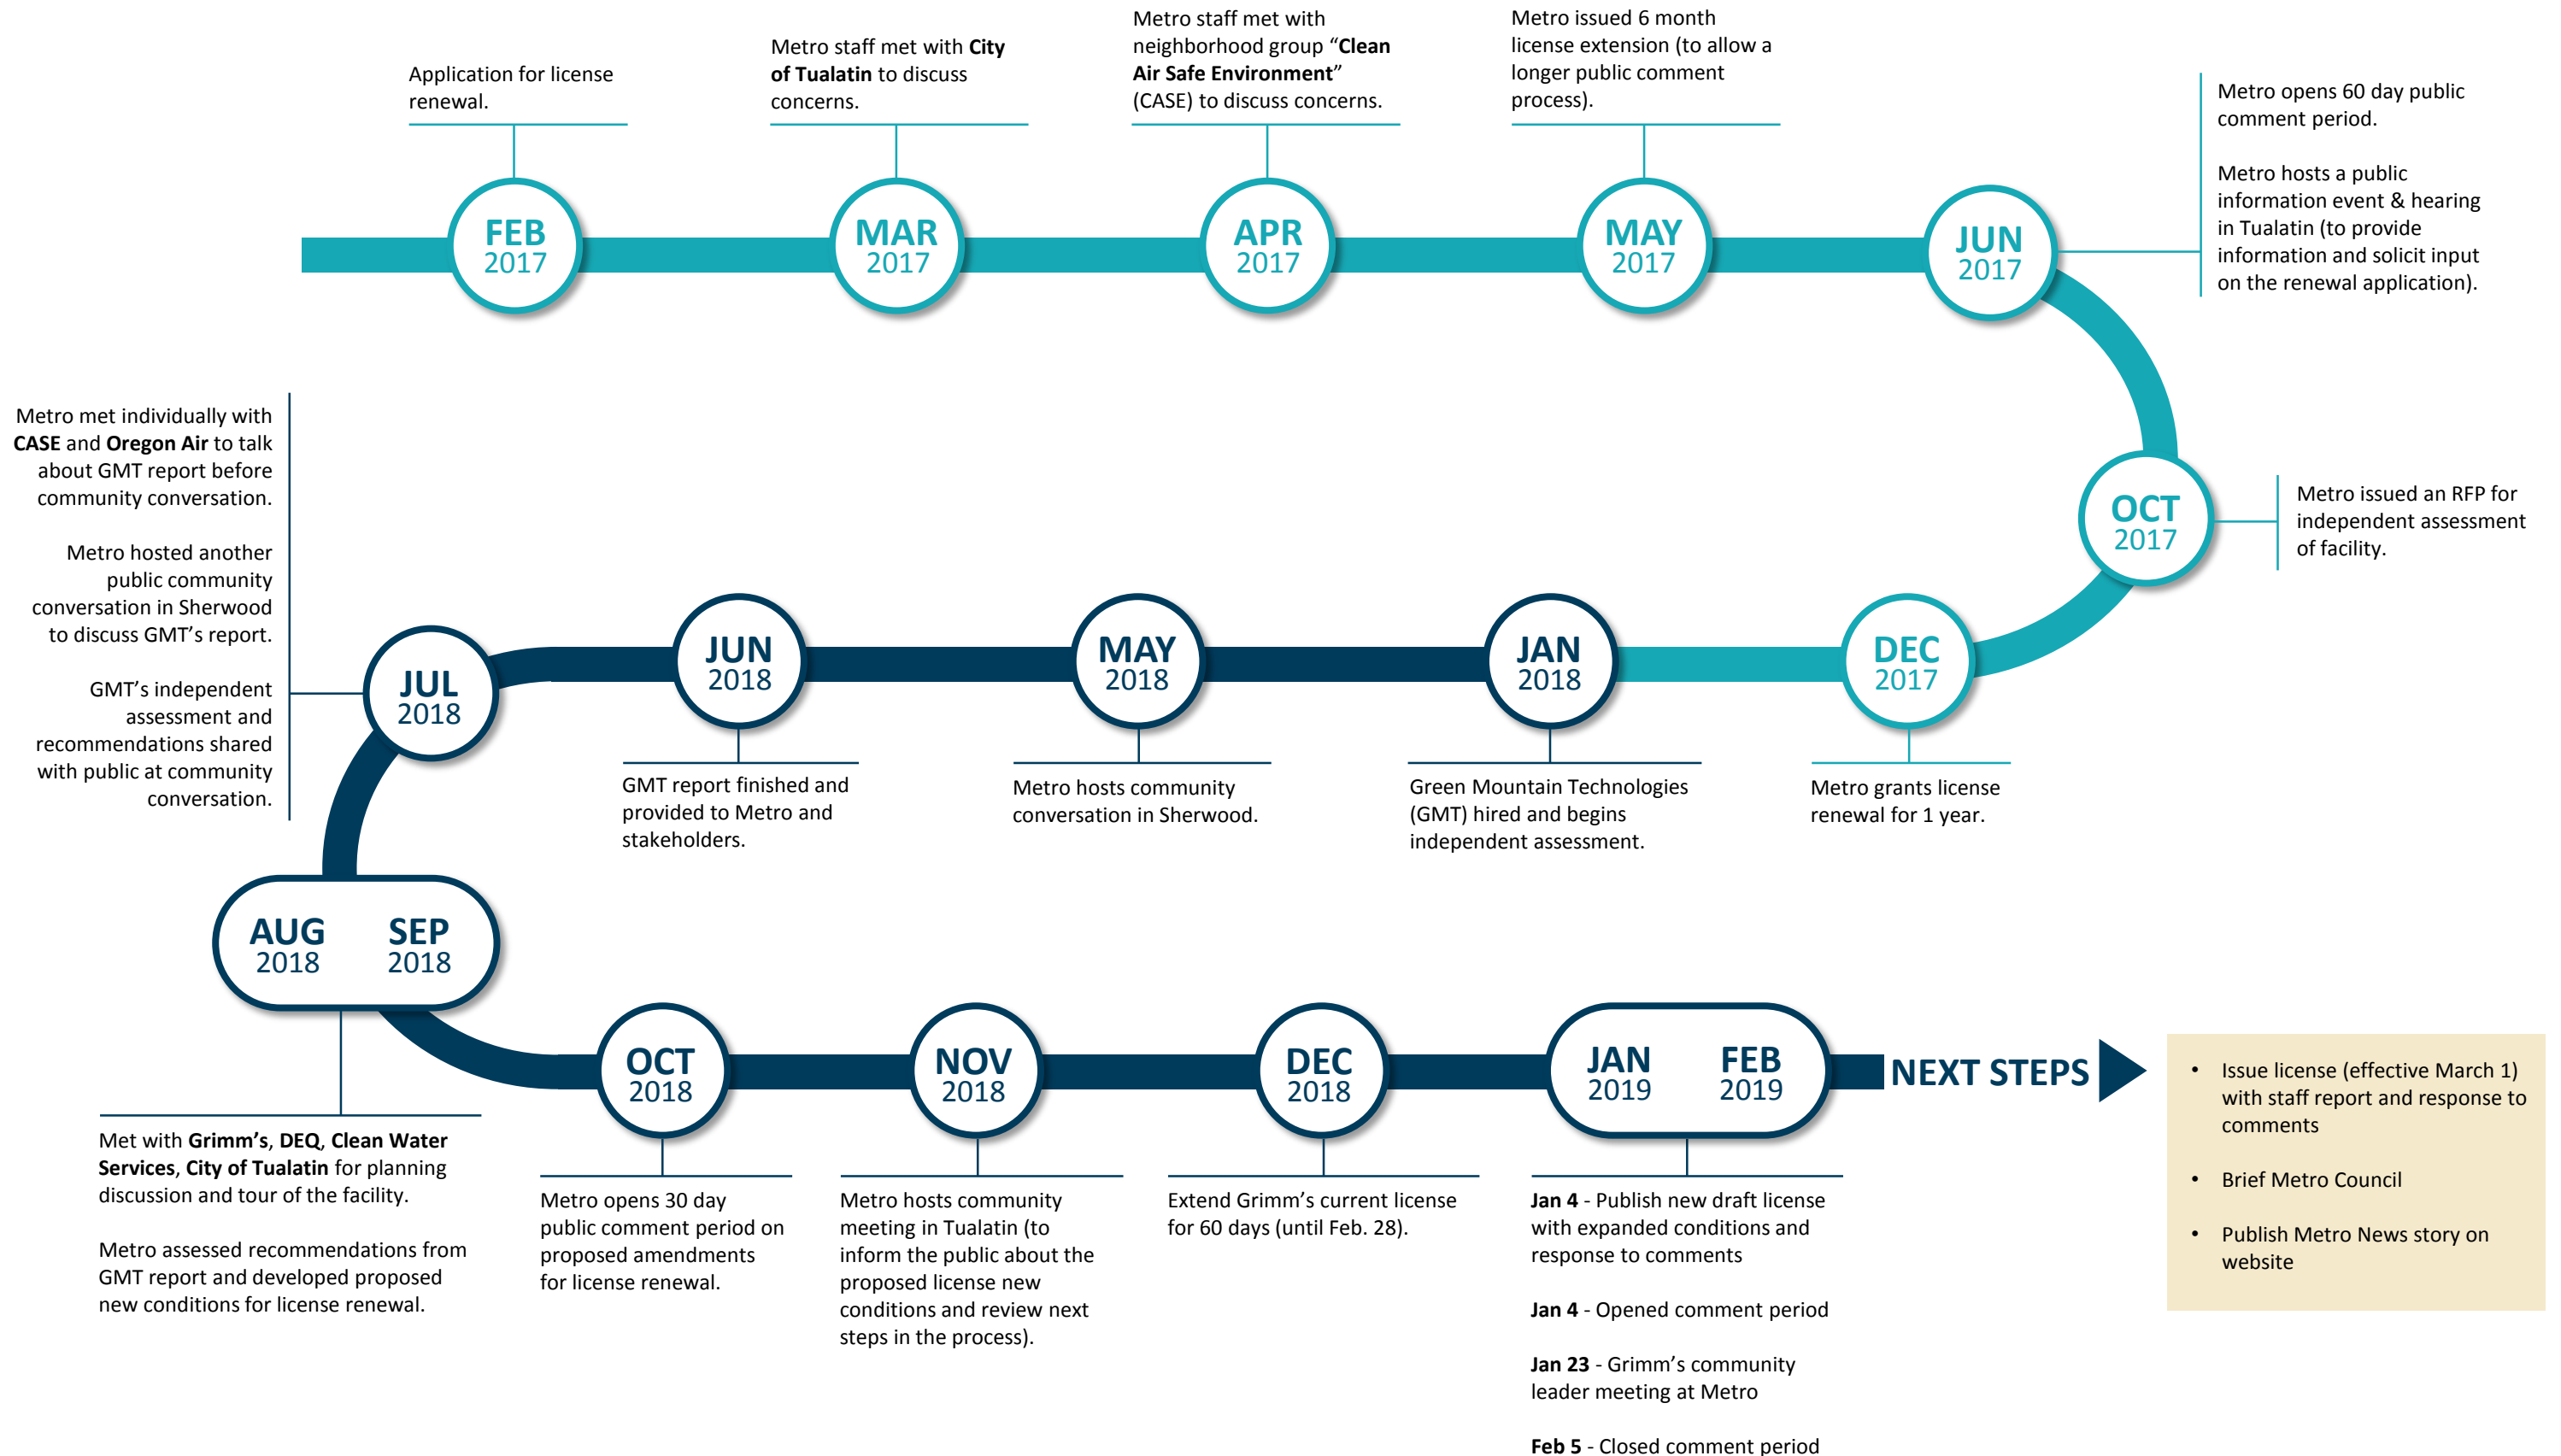 Application for license
renewal.
FEB
2017
Metro staff met with City
of Tualatin to discuss
concerns.
MAR
2017
Metro staff met with
neighborhood group “Clean
Air Safe Environment”
(CASE) to discuss concerns.
APR
2017
Metro issued 6 month
license extension (to allow a
longer public comment
process).
MAY
2017
Metro opens 60 day public
comment period.
Metro hosts a public
information event & hearing
in Tualatin (to provide
information and solicit input
on the renewal application).
JUN
2017
OCT
2017
Metro issued an RFP for
independent assessment
of facility.
DEC
2017
Metro grants license
renewal for 1 year.
JAN
2018
Green Mountain Technologies
(GMT) hired and begins
independent assessment.
MAY
2018
Metro hosts community
conversation in Sherwood.
JUN
2018
GMT report finished and
provided to Metro and
stakeholders.
JUL
2018
Metro met individually with
CASE and Oregon Air to talk
about GMT report before
community conversation.
Metro hosted another
public community
conversation in Sherwood
to discuss GMT’s report.
GMT’s independent
assessment and
recommendations shared
with public at community
conversation.
AUG
2018
SEP
2018
Met with Grimm’s, DEQ, Clean Water
Services, City of Tualatin for planning
discussion and tour of the facility.
Metro assessed recommendations from
GMT report and developed proposed
new conditions for license renewal.
OCT
2018
Metro opens 30 day
public comment period on
proposed amendments
for license renewal.
NOV
2018
Metro hosts community
meeting in Tualatin (to
inform the public about the
proposed license new
conditions and review next
steps in the process).
DEC
2018
Extend Grimm’s current license
for 60 days (until Feb. 28).
JAN
2019
FEB
2019
Jan 4 - Publish new draft license
with expanded conditions and
response to comments
Jan 4 - Opened comment period
Jan 23 - Grimm’s community
leader meeting at Metro
Feb 5 - Closed comment period
NEXT STEPS
• Issue license (effective March 1)
with staff report and response to
comments
• Brief Metro Council
• Publish Metro News story on
website